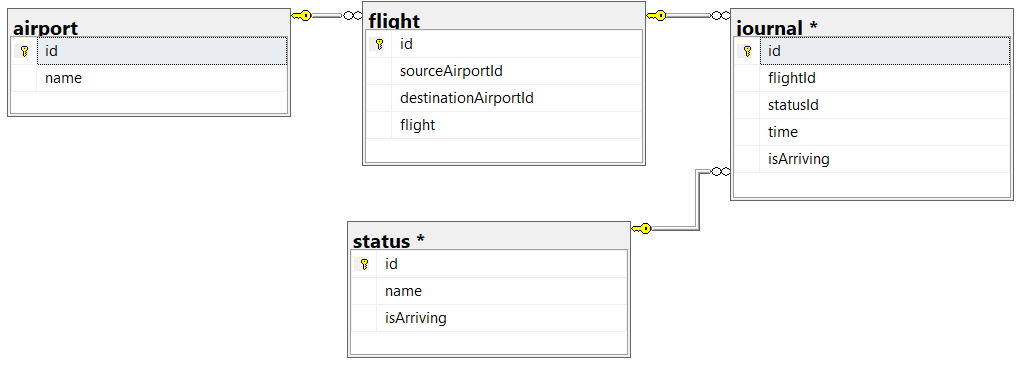 airport
id
name
flight
id
sourceAirportId
destinationAirportId
flight
journal *
id
flightId
statusId
time
isArriving
status *
id
name
isArriving